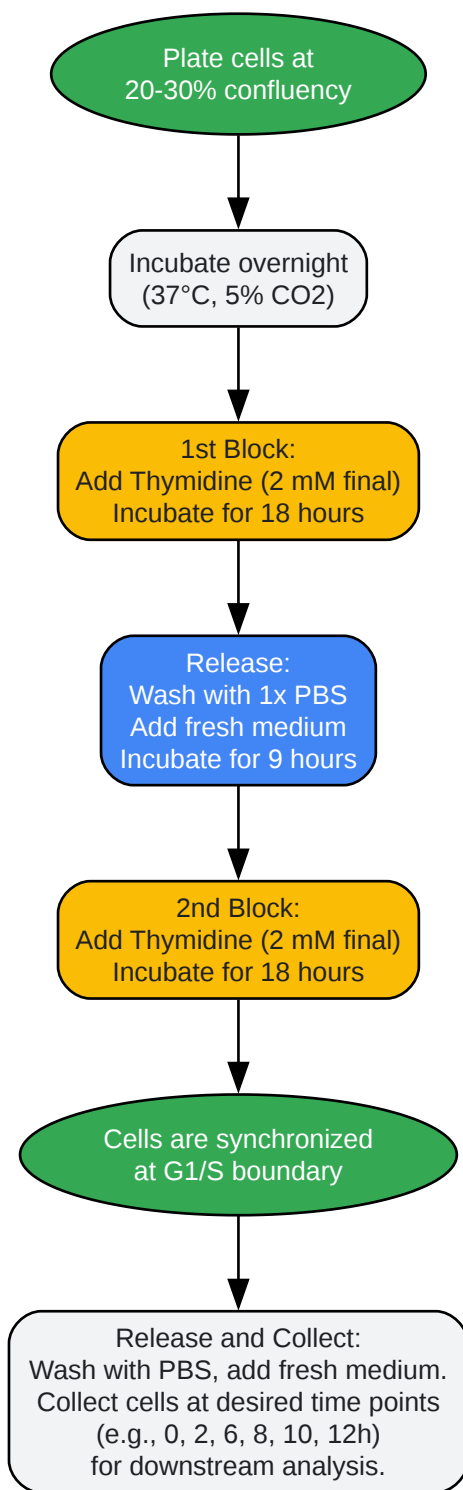 Plate cells at
20-30% confluency
Incubate overnight
(37°C, 5% CO2)
1st Block:
Add Thymidine (2 mM final)
Incubate for 18 hours
Release:
Wash with 1x PBS
Add fresh medium
Incubate for 9 hours
2nd Block:
Add Thymidine (2 mM final)
Incubate for 18 hours
Cells are synchronized
at G1/S boundary
Release and Collect:
Wash with PBS, add fresh medium.
Collect cells at desired time points
(e.g., 0, 2, 6, 8, 10, 12h)
for downstream analysis.